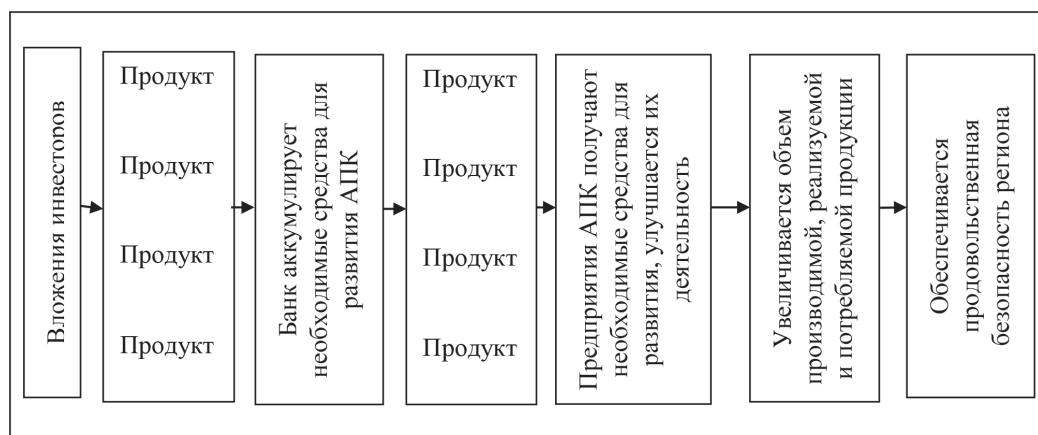 Вложения инвесторов
Продукт
Продукт
Продукт
Продукт
Банк аккумулирует
необходимые средства для
развития АПК
Продукт
Продукт
Продукт
Продукт
Предприятия АПК получают
необходимые средства для
развития, улучшается их
деятельность
Увеличивается объем
производимой, реализуемой
и потребляемой продукции
Обеспечивается
продовольственная
безопасность региона